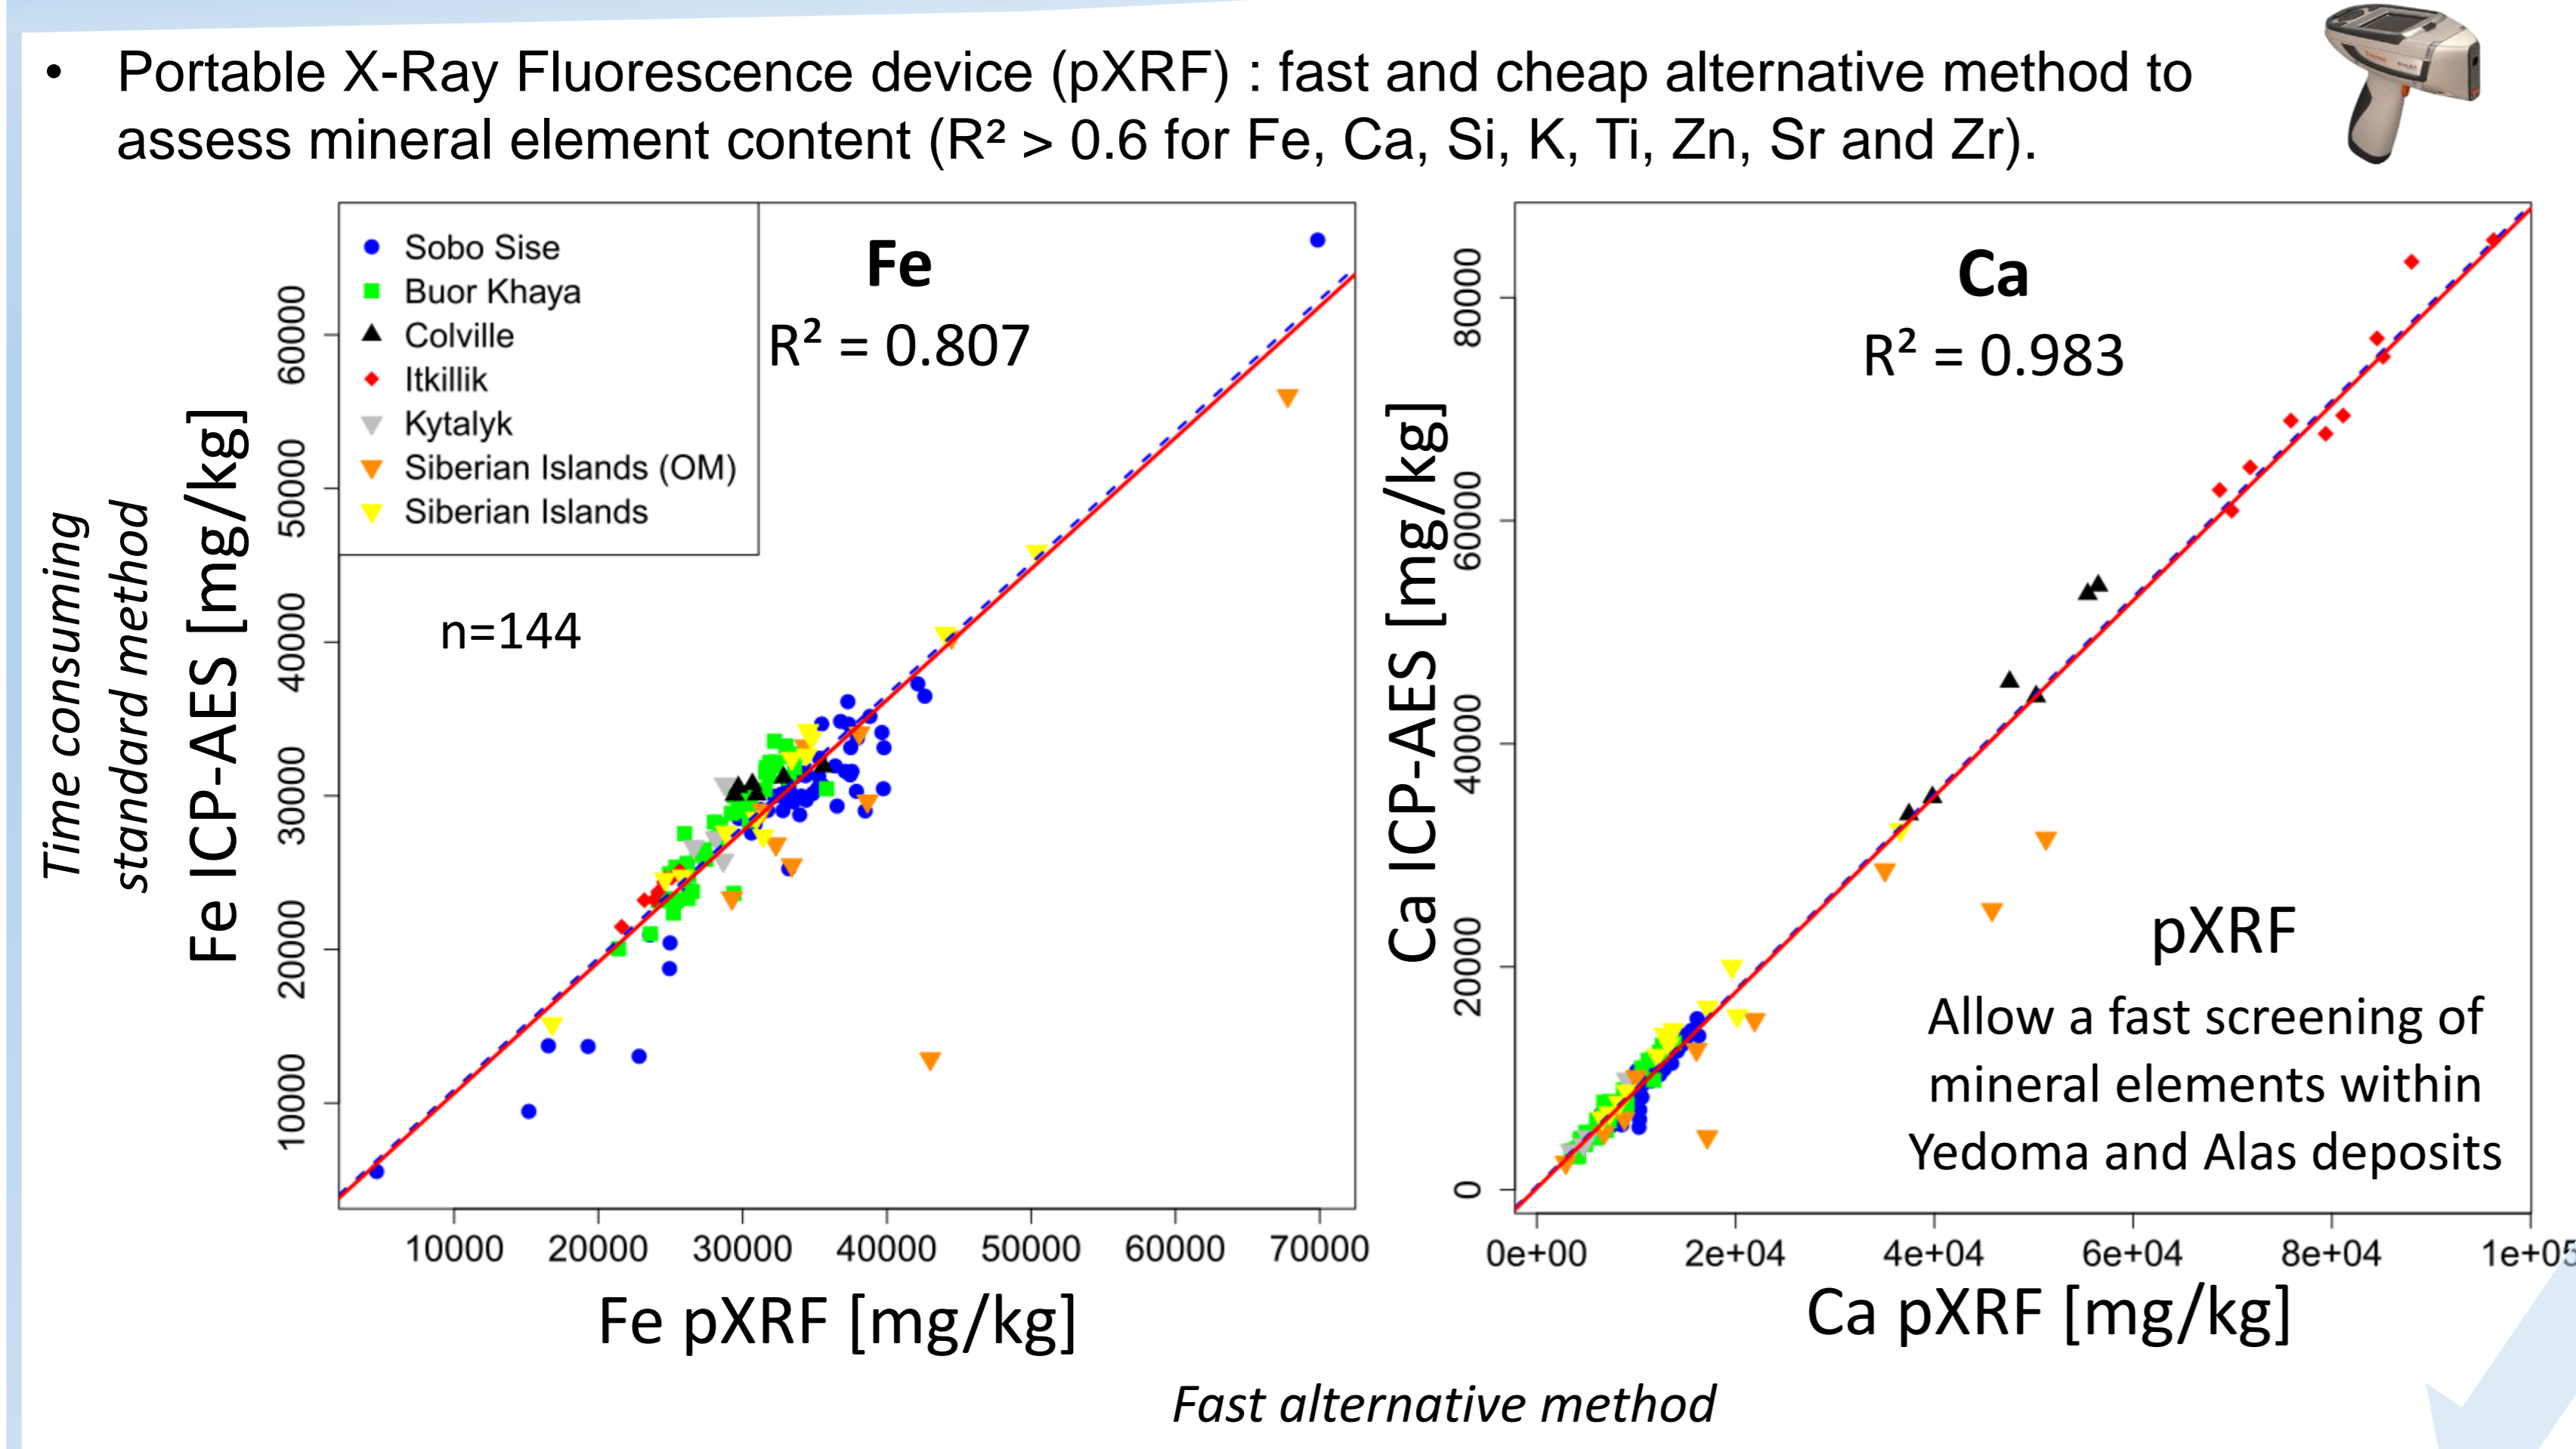 • Portable X-Ray Fluorescence device (pXRF) : fast and cheap alternative method to
assess mineral element content (R² > 0.6 for Fe, Ca, Si, K, Ti, Zn, Sr and Zr).
Time consuming
standard method
Fe ICP-AES [mg/kg]
60000
50000
40000
30000
20000
10000
Sobo Sise
Buor Khaya
Colville
Itkillik
Kytalyk
Siberian Islands (OM)
Siberian Islands
Fe
R² = 0.807
n=144
10000 20000 30000 40000 50000 60000 70000
Fe pXRF [mg/kg]
Ca ICP-AES [mg/kg]
80000
60000
40000
20000
0
Ca
R² = 0.983
pXRF
Allow a fast screening of
mineral elements within
Yedoma and Alas deposits
0e+00 2e+04 4e+04 6e+04 8e+04 1e+05
Ca pXRF [mg/kg]
Fast alternative method